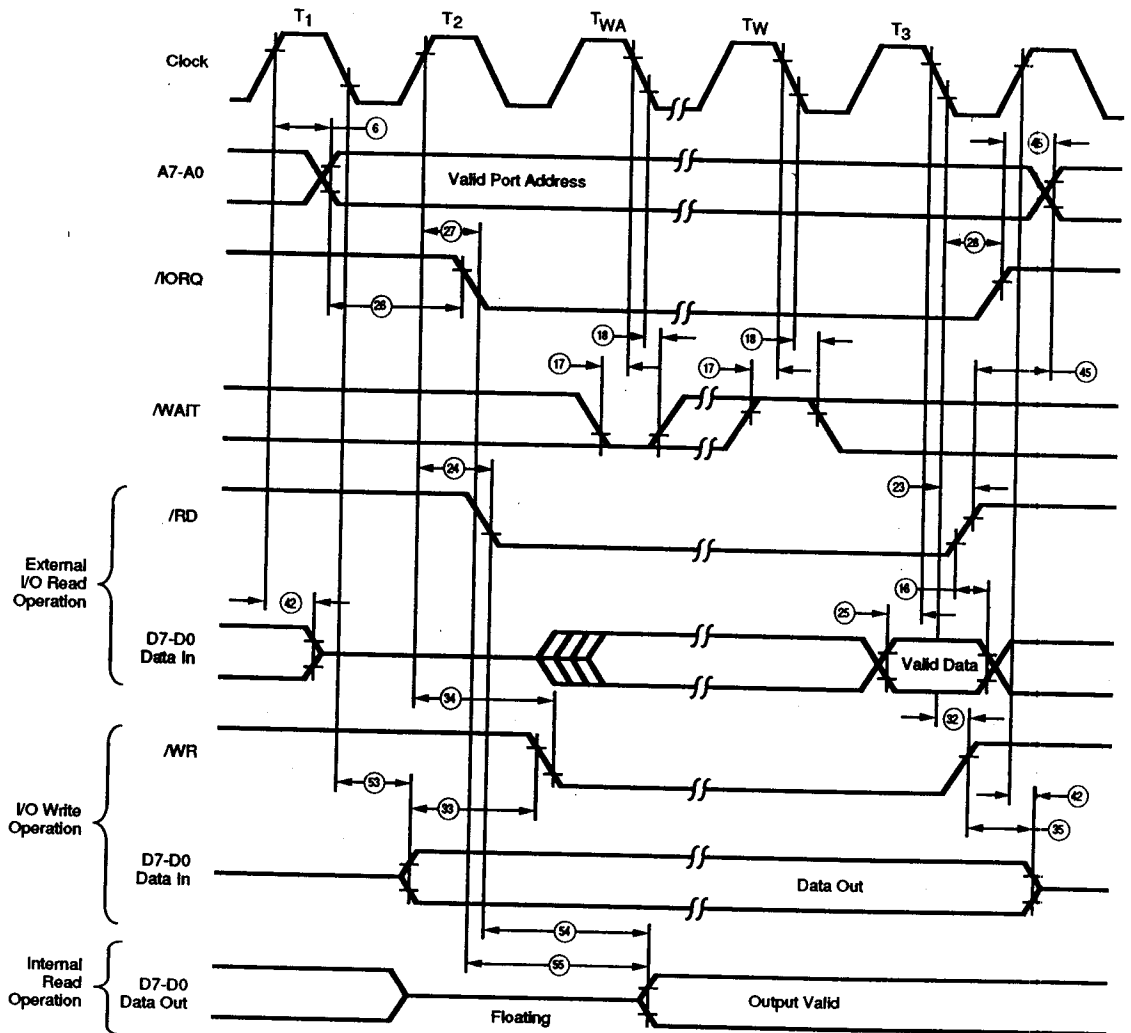 T1 T2 TWA TW T3
Clock
6
45
A7-A0
Valid Port Address
27
28
/IORQ
26
18
18
17
17
45
/WAIT
24
23
/RD
External
I/O Read
Operation
16
42
25
D7-D0
Data In
Valid Data
34
32
/WR
53
33
42
35
I/O Write
Operation
D7-D0
Data In
Data Out
54
55
Internal
Read
Operation
D7-D0
Data Out
Floating
Output Valid